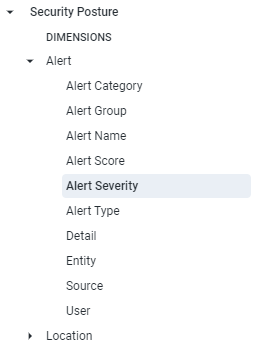 Security Posture
DIMENSIONS
Alert
Alert Category
Alert Group
Alert Name
Alert Score
Alert Severity
Alert Type
Detail
Entity
Source
User
Location